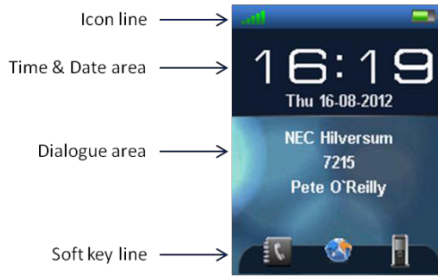 Icon line
Time & Date area
16:19
Thu 16-08-2012
Dialogue area
NEC Hilversum
7215
Pete O`Reilly
Soft key line